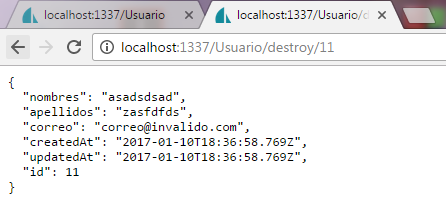 localhost:1337/Usuario
localhost:1337/Usuario/d
localhost:1337/Usuario/destroy/11
{
"nombres": "asadsdsad",
"apellidos": "zasfdfds",
"correo": "correo@invalido.com",
"createdAt": "2017-01-10T18:36:58.769Z",
"updatedAt": "2017-01-10T18:36:58.769Z",
"id": 11
}